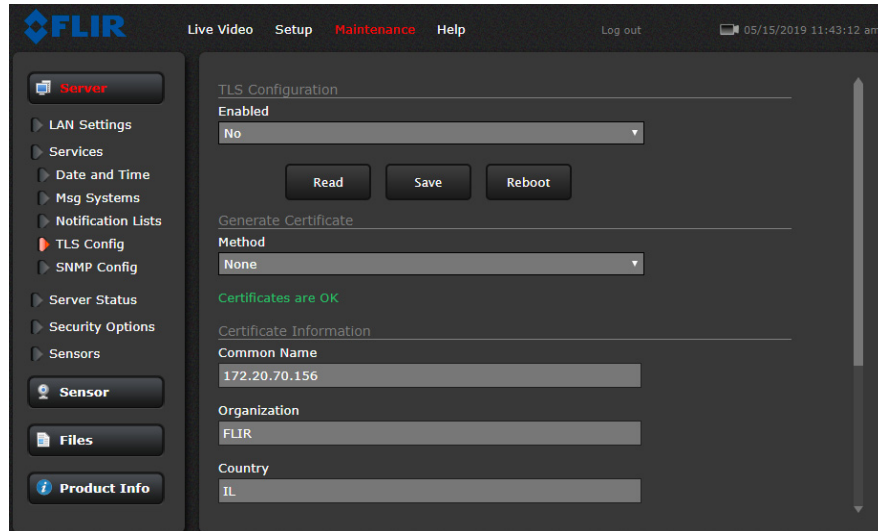 FLIR
Live Video Setup Maintenance Help Log out 05/15/2019 11:43:12 am
Server
LAN Settings
Services
Date and Time
Msg Systems
Notification Lists
TLS Config
SNMP Config
Server Status
Security Options
Sensors
Sensor
Files
Product Info
TLS Configuration
Enabled
No
Read Save Reboot
Generate Certificate
Method
None
Certificates are OK
Certificate Information
Common Name
172.20.70.156
Organization
FLIR
Country
IL